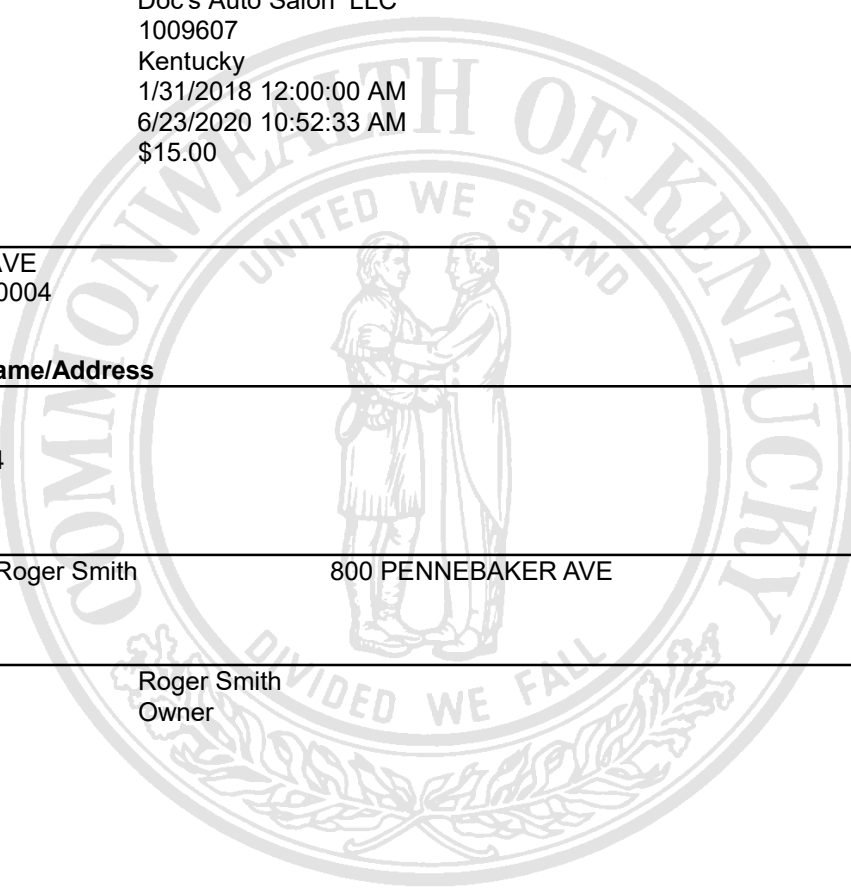 Doc's Auto Salon LLC
1009607
Kentucky
1/31/2018 12:00:00 AM
6/23/2020 10:52:33 AM
$15.00
AVE
0004
ame/Address
4
Roger Smith 800 PENNEBAKER AVE
Roger Smith
Owner
COMMONWEALTH OF KENTUCKY
UNITED WE STAND
DIVIDED WE FALL